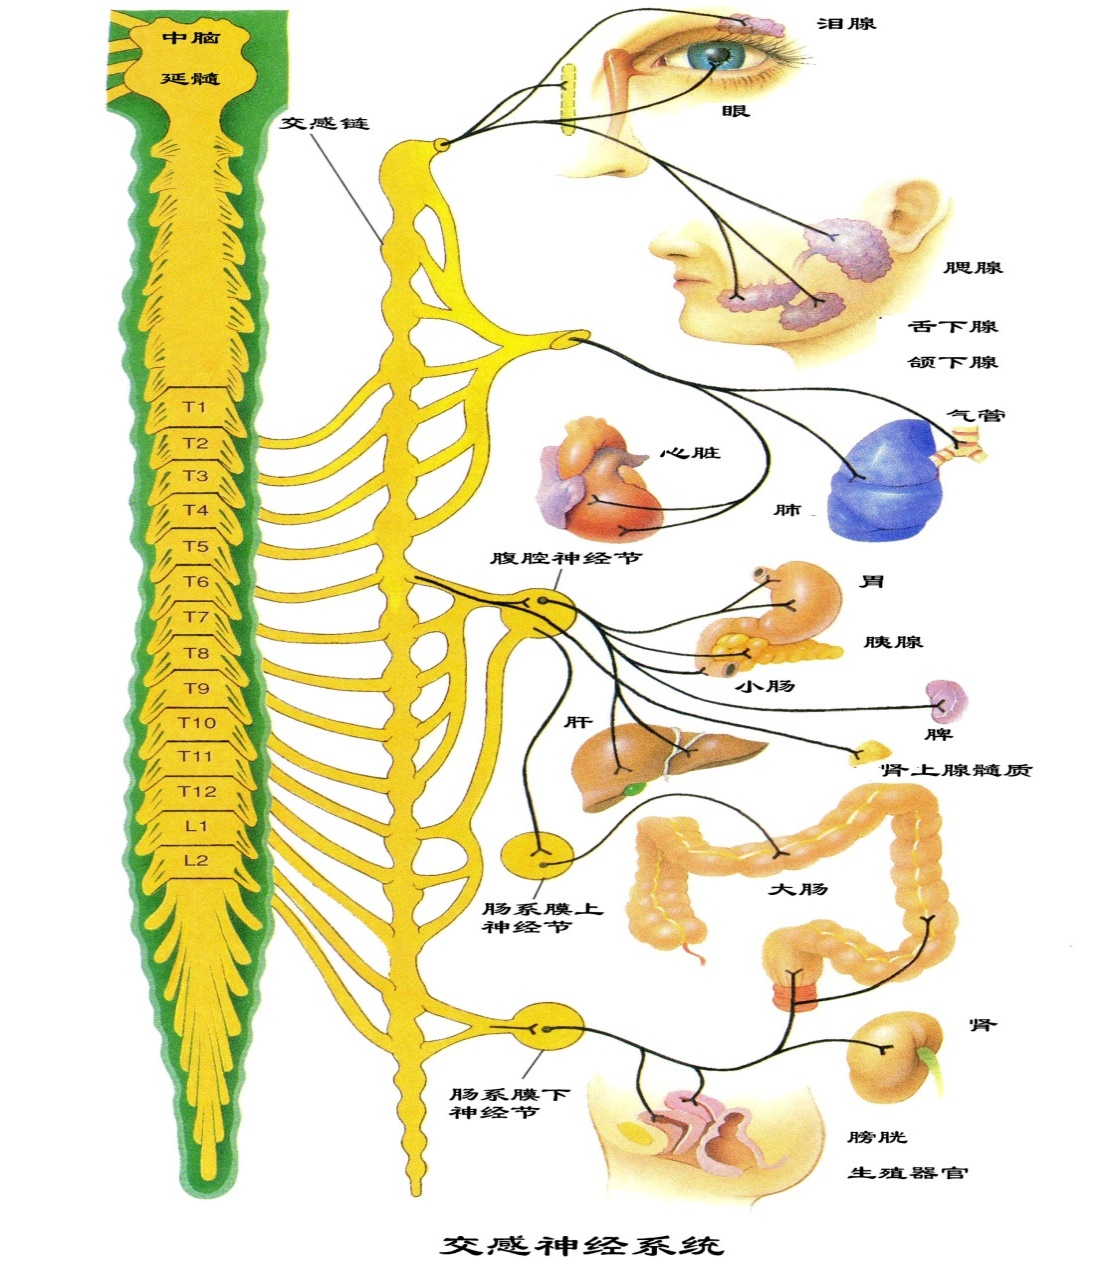 中脑
延髓
交感链
泪腺
眼
腮腺
舌下腺
颌下腺
气管
心脏
肺
T1
T2
T3
T4
T5
T6
T7
T8
T9
T10
T11
T12
L1
L2
腹腔神经节
胃
胰腺
小肠
肝
脾
肾上腺髓质
大肠
肠系膜上
神经节
肾
肠系膜下
神经节
膀胱
生殖器官
交感神经系统